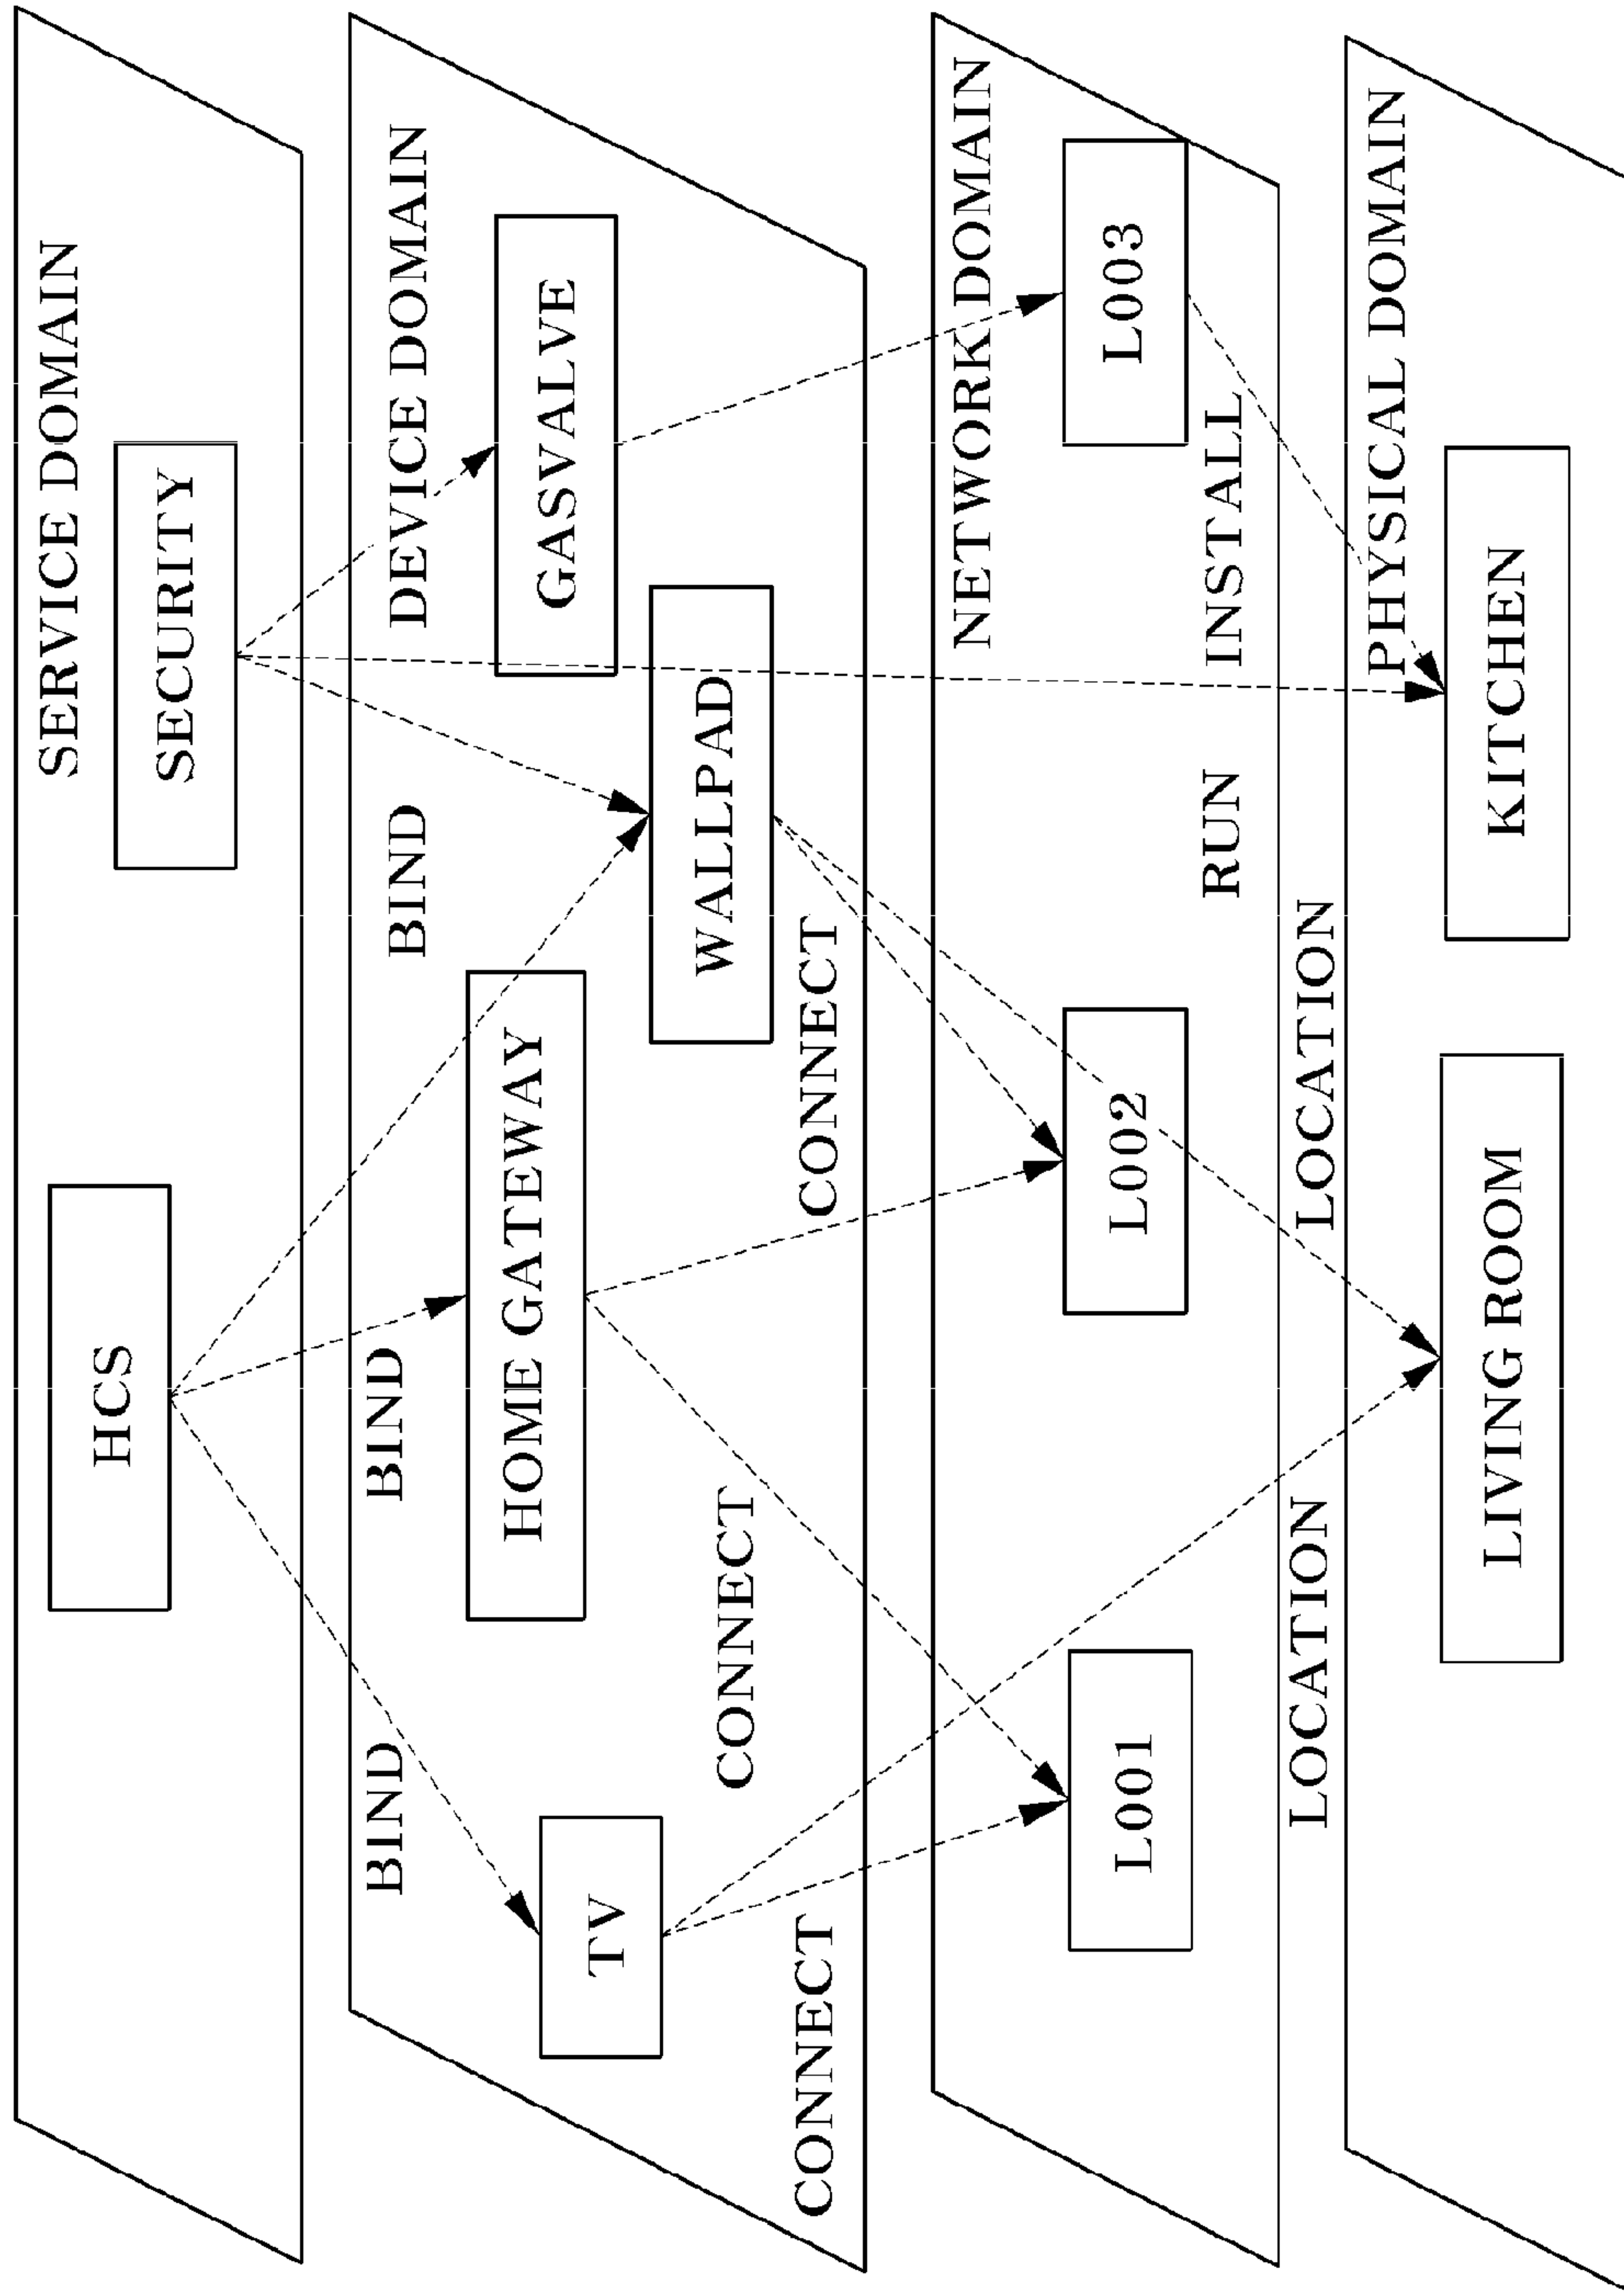 SERVICE DOMAIN
HCS
SECURITY
BIND
BIND
BIND
DEVICE DOMAIN
TV
HOME GATEWAY
GASVALVE
WALLPAD
CONNECT
CONNECT
CONNECT
NETWORK DOMAIN
L001
L002
L003
RUN
INSTALL
LOCATION
LOCATION
PHYSICAL DOMAIN
LIVING ROOM
KITCHEN